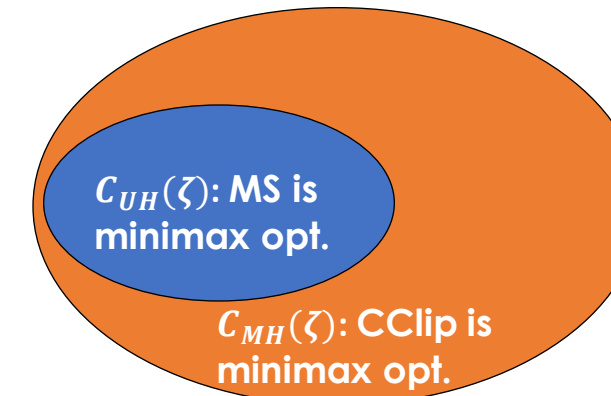 C_{UH}(ζ): MS is
minimax opt.
C_{MH}(ζ): CClip is
minimax opt.